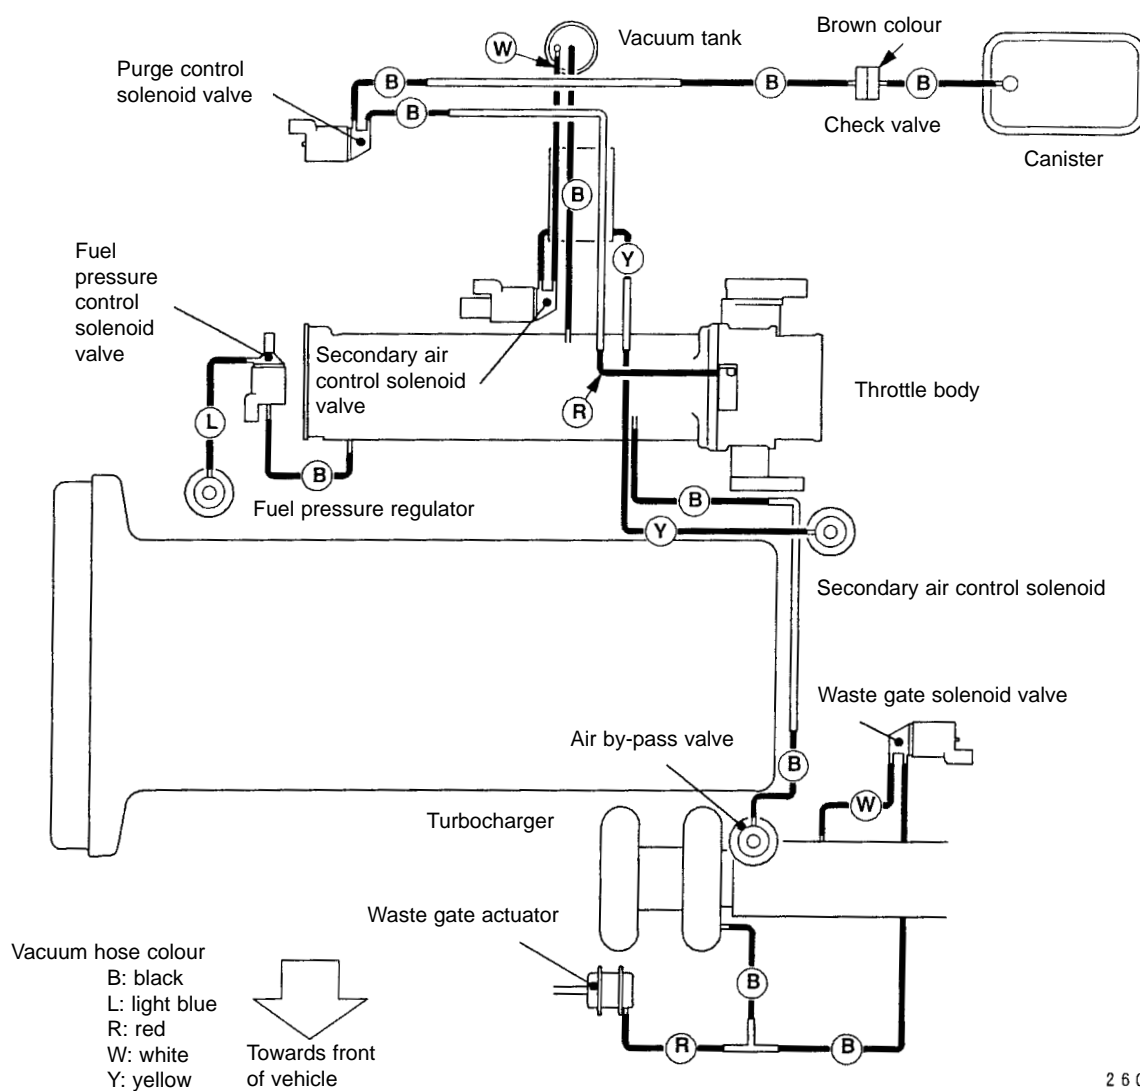 Vacuum tank
Brown colour
W
Purge control
solenoid valve
B
B
B
B
Check valve
Canister
B
Y
Fuel
pressure
control
solenoid
valve
Secondary air
control solenoid
valve
Throttle body
R
L
B
Fuel pressure regulator
B
Y
Secondary air control solenoid
Waste gate solenoid valve
Air by-pass valve
B
W
Turbocharger
Waste gate actuator
B
R
B
Vacuum hose colour
B: black
L: light blue
R: red
W: white
Y: yellow
Towards front
of vehicle